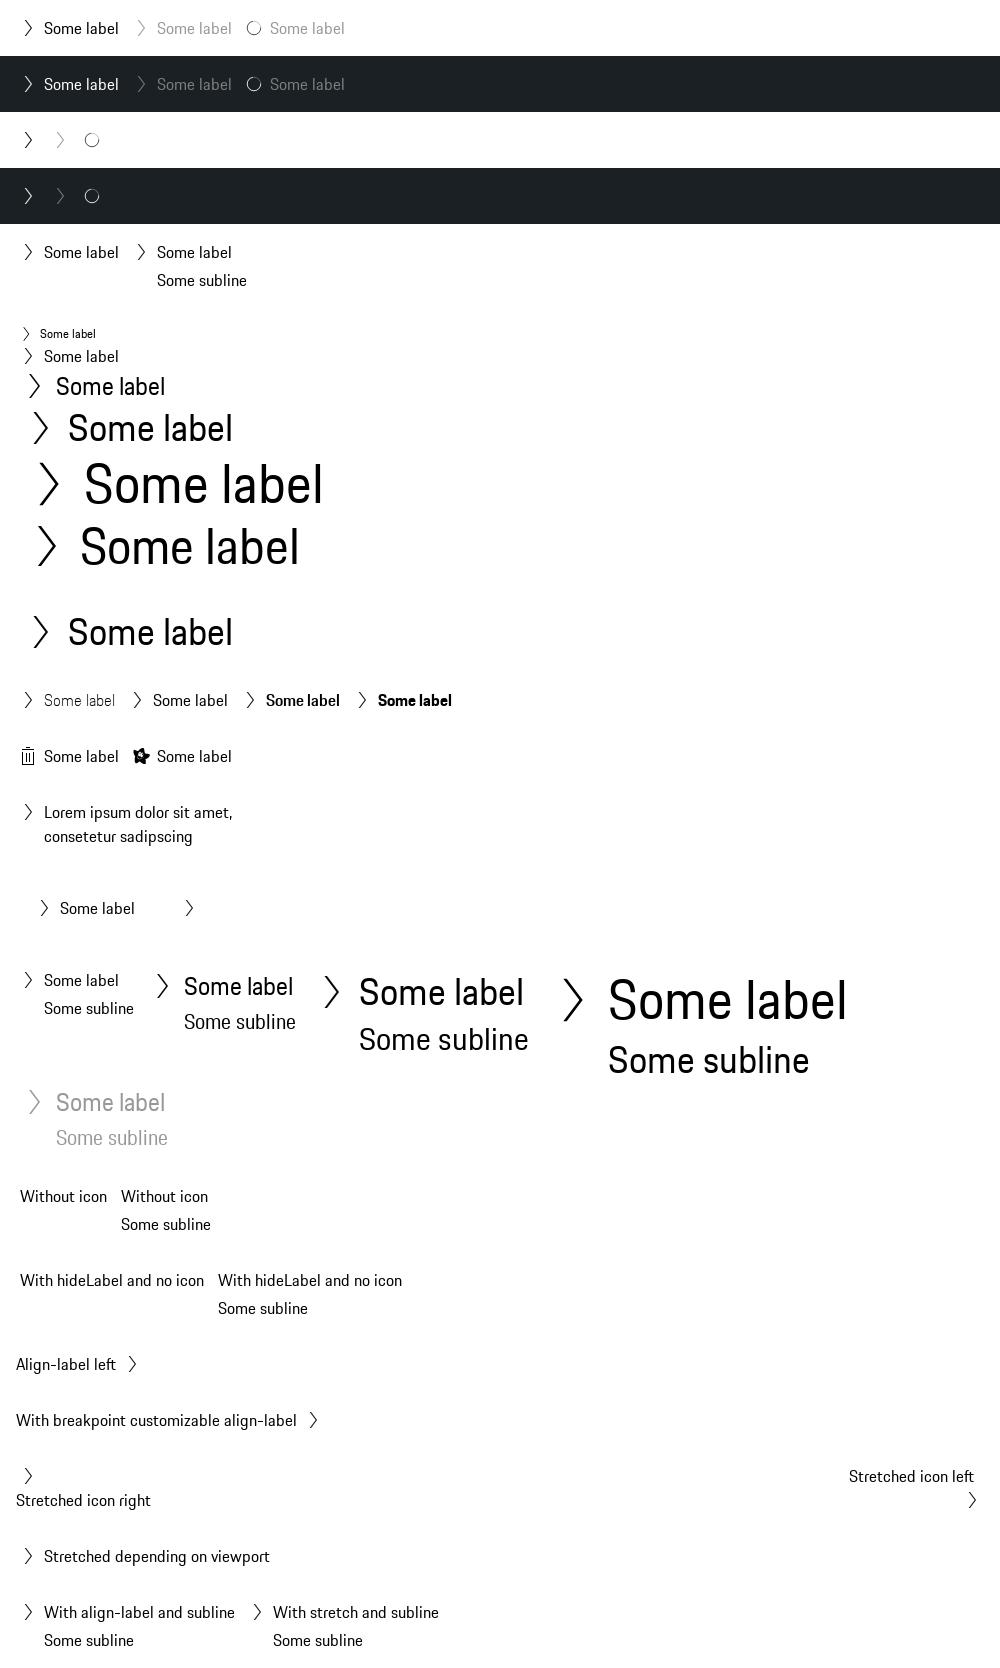 Some label Some label Some label
Some label Some label Some label
Some label Some label
Some subline
Some label
Some label
Some label
Some label
Some label
Some label
Some label
Some label Some label Some label Some label
Some label Some label
Lorem ipsum dolor sit amet,
consetetur sadipscing
Some label
Some label Some label Some label Some label
Some subline Some subline Some subline Some subline
Some label
Some subline
Without icon Without icon
Some subline
With hideLabel and no icon With hideLabel and no icon
Some subline
Align-label left
With breakpoint customizable align-label
Stretched icon left
Stretched icon right
Stretched depending on viewport
With align-label and subline With stretch and subline
Some subline Some subline